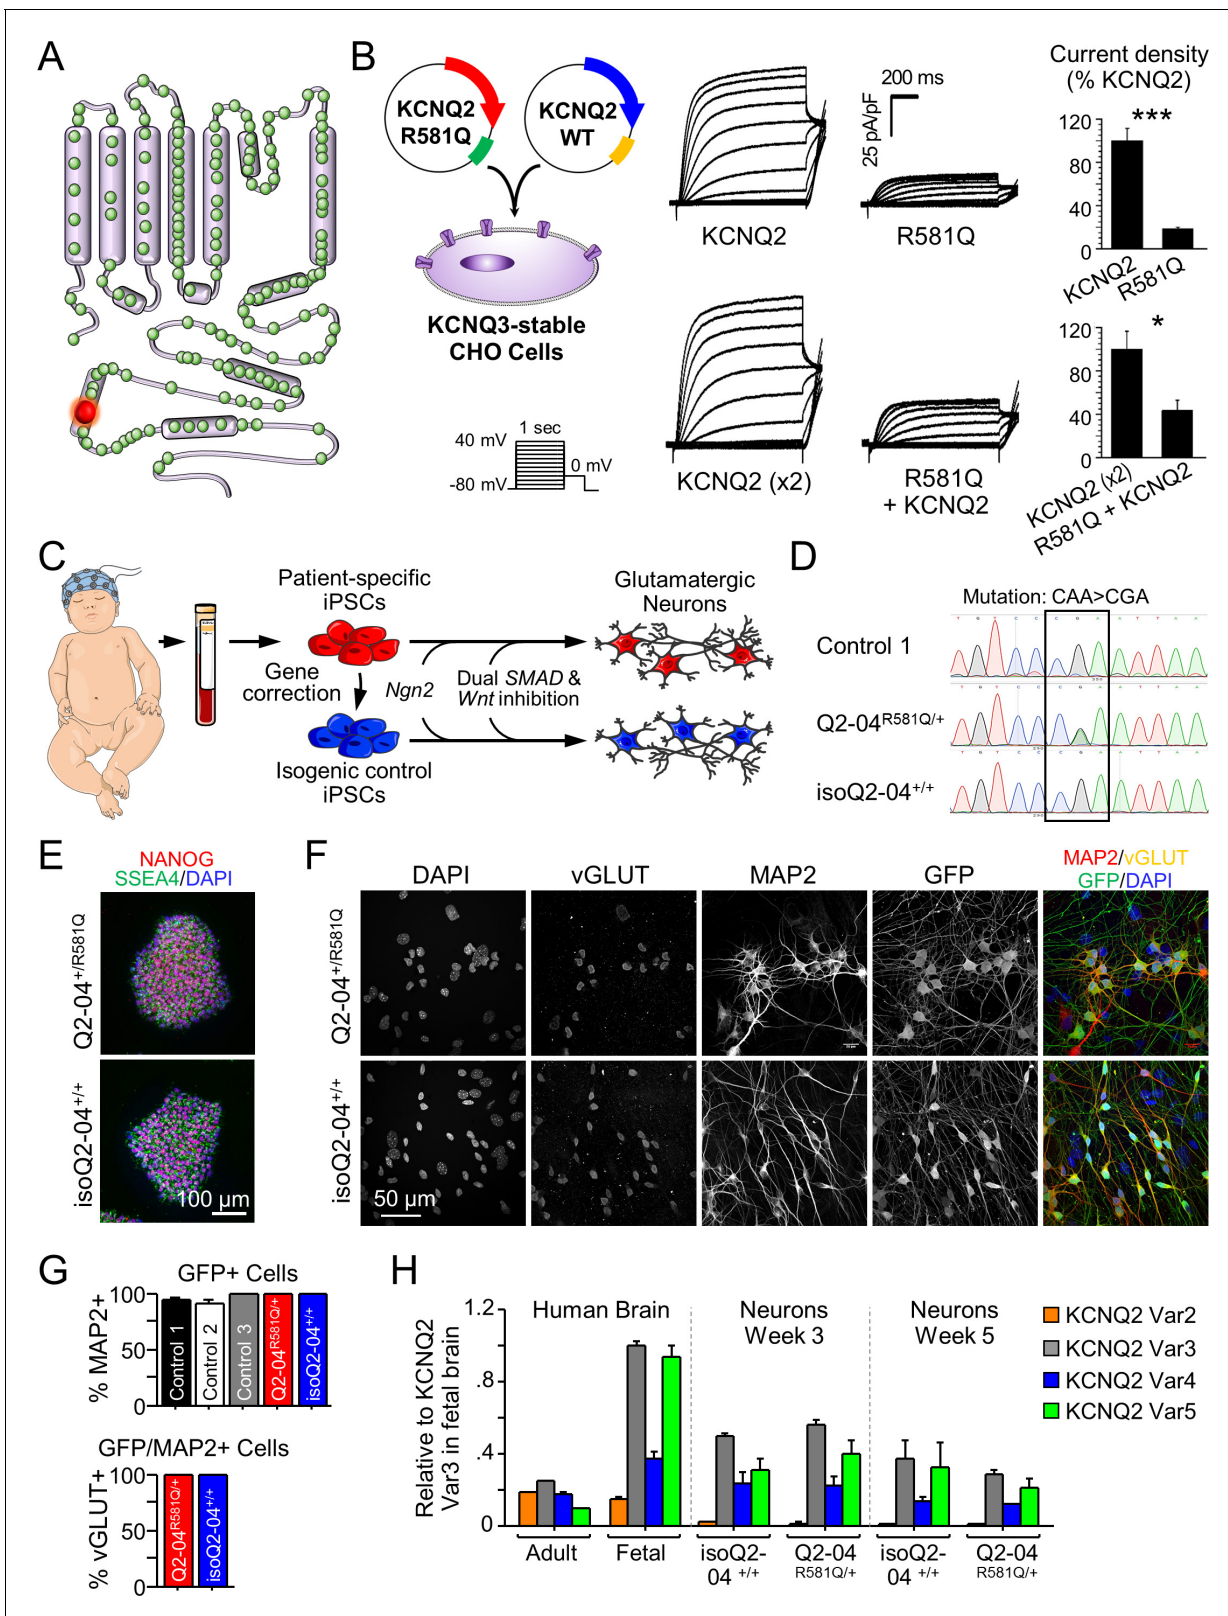 A
B
KCNQ2
R581Q
KCNQ2
WT
KCNQ3-stable
CHO Cells
1 sec
40 mV
0 mV
-80 mV
200 ms
25 pA/pF
KCNQ2
R581Q
KCNQ2 (x2)
R581Q
+ KCNQ2
Current density
(% KCNQ2)
***
120
80
40
0
KCNQ2
R581Q
*
120
80
40
0
KCNQ2 (x2)
R581Q + KCNQ2
C
Patient-specific
iPSCs
Gene
correction
Ngn2
Dual SMAD &
Wnt inhibition
Isogenic control
iPSCs
Glutamatergic
Neurons
D
Mutation: CAA>CGA
Control 1
T G T C C C G A A T T A A
Q2-04R581Q/+
T G T C C C G A A T T A A
isoQ2-04+/+
T G T C C C G A A T T A A
E
NANOG
SSEA4/DAPI
Q2-04+/R581Q
isoQ2-04+/+
100 µm
F
DAPI
vGLUT
MAP2
GFP
MAP2/vGLUT
GFP/DAPI
Q2-04+/R581Q
isoQ2-04+/+
50 µm
G
GFP+ Cells
% MAP2+
100
50
0
Control 1
Control 2
Control 3
Q2-04R581Q/+
isoQ2-04+/+
GFP/MAP2+ Cells
% vGLUT+
100
50
0
Q2-04R581Q/+
isoQ2-04+/+
H
Relative to KCNQ2
Var3 in fetal brain
1.2
.8
.4
0
Human Brain
Neurons
Week 3
Neurons
Week 5
KCNQ2 Var2
KCNQ2 Var3
KCNQ2 Var4
KCNQ2 Var5
Adult
Fetal
isoQ2-
04 +/+
Q2-04
R581Q/+
isoQ2-
04 +/+
Q2-04
R581Q/+